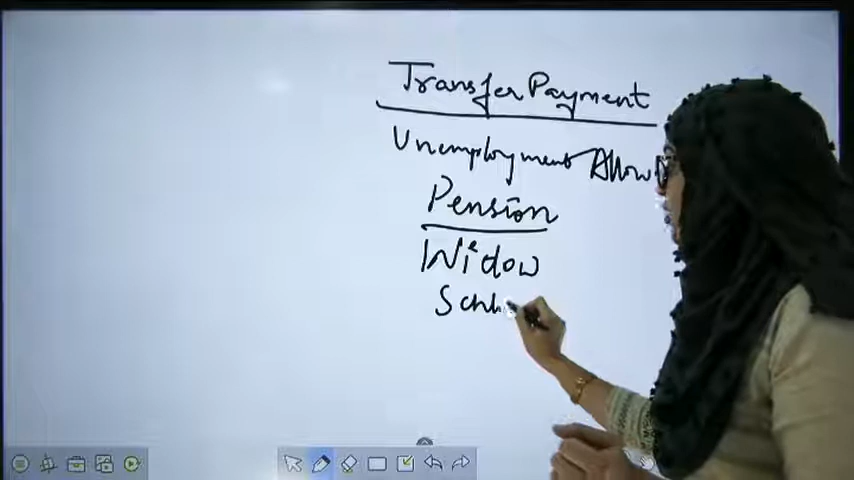 Transfer Payment
Unemployment Allow
Pension
Widow
Sch